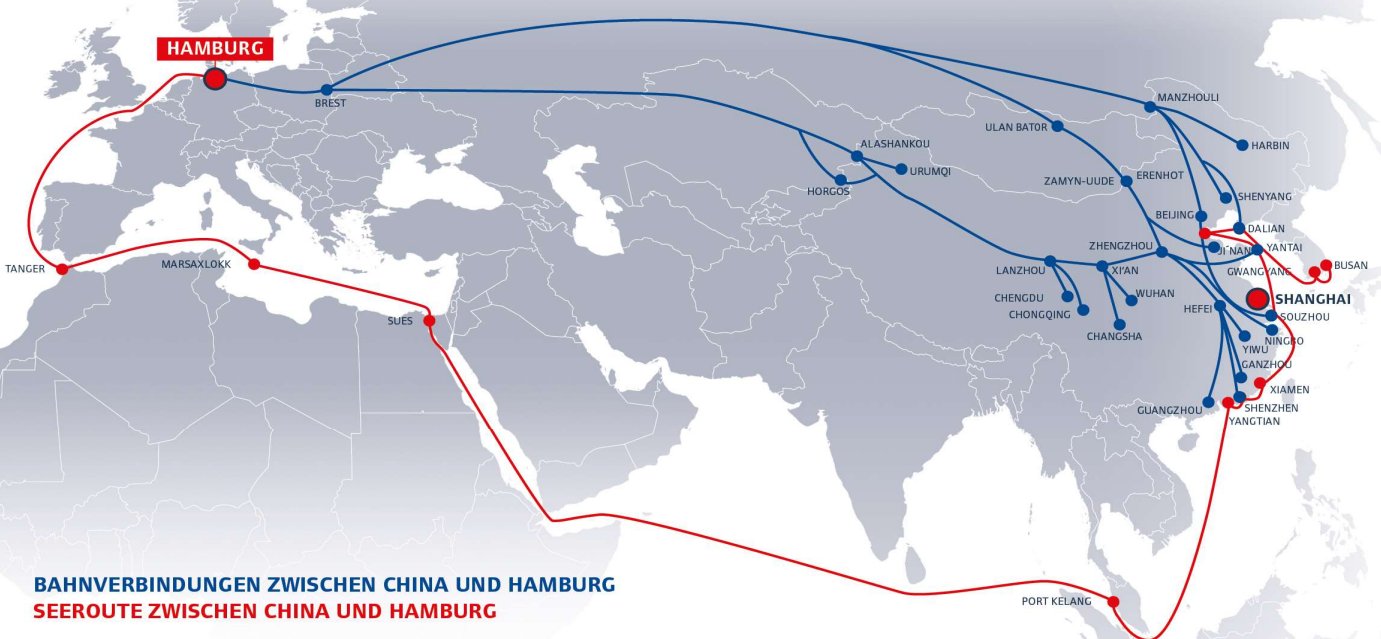 HAMBURG
BREST
MANZHOULI
ULAN BATOR
HARBIN
ALASHANKOU
URUMQI
HORGOS
ZAMYN-UUDE
ERENHOT
SHENYANG
BEIJING
DALIAN
ZHENGZHOU
JI´NAN
YANTAI
TANGER
MARSAXLOKK
LANZHOU
XI’AN
GWANGYANG
BUSAN
CHENGDU
WUHAN
SHANGHAI
CHONGQING
HEFEI
SOUZHOU
SUES
CHANGSHA
NINGBO
YIWU
GANZHOU
XIAMEN
GUANGZHOU
SHENZHEN
YANGTIAN
BAHNVERBINDUNGEN ZWISCHEN CHINA UND HAMBURG
SEEROUTE ZWISCHEN CHINA UND HAMBURG
PORT KELANG